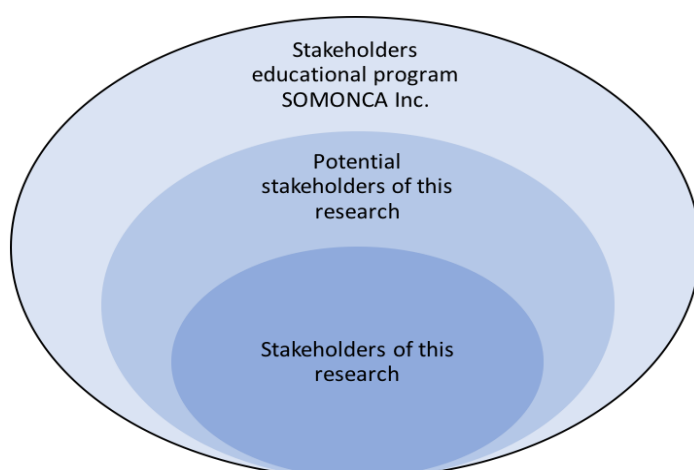 Stakeholders
educational program
SOMONCA Inc.
Potential
stakeholders of this
research
Stakeholders of this
research